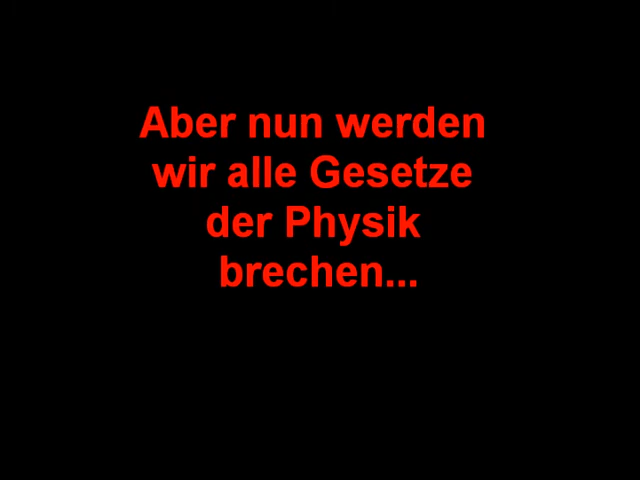 Aber nun werden
wir alle Gesetze
der Physik
brechen...